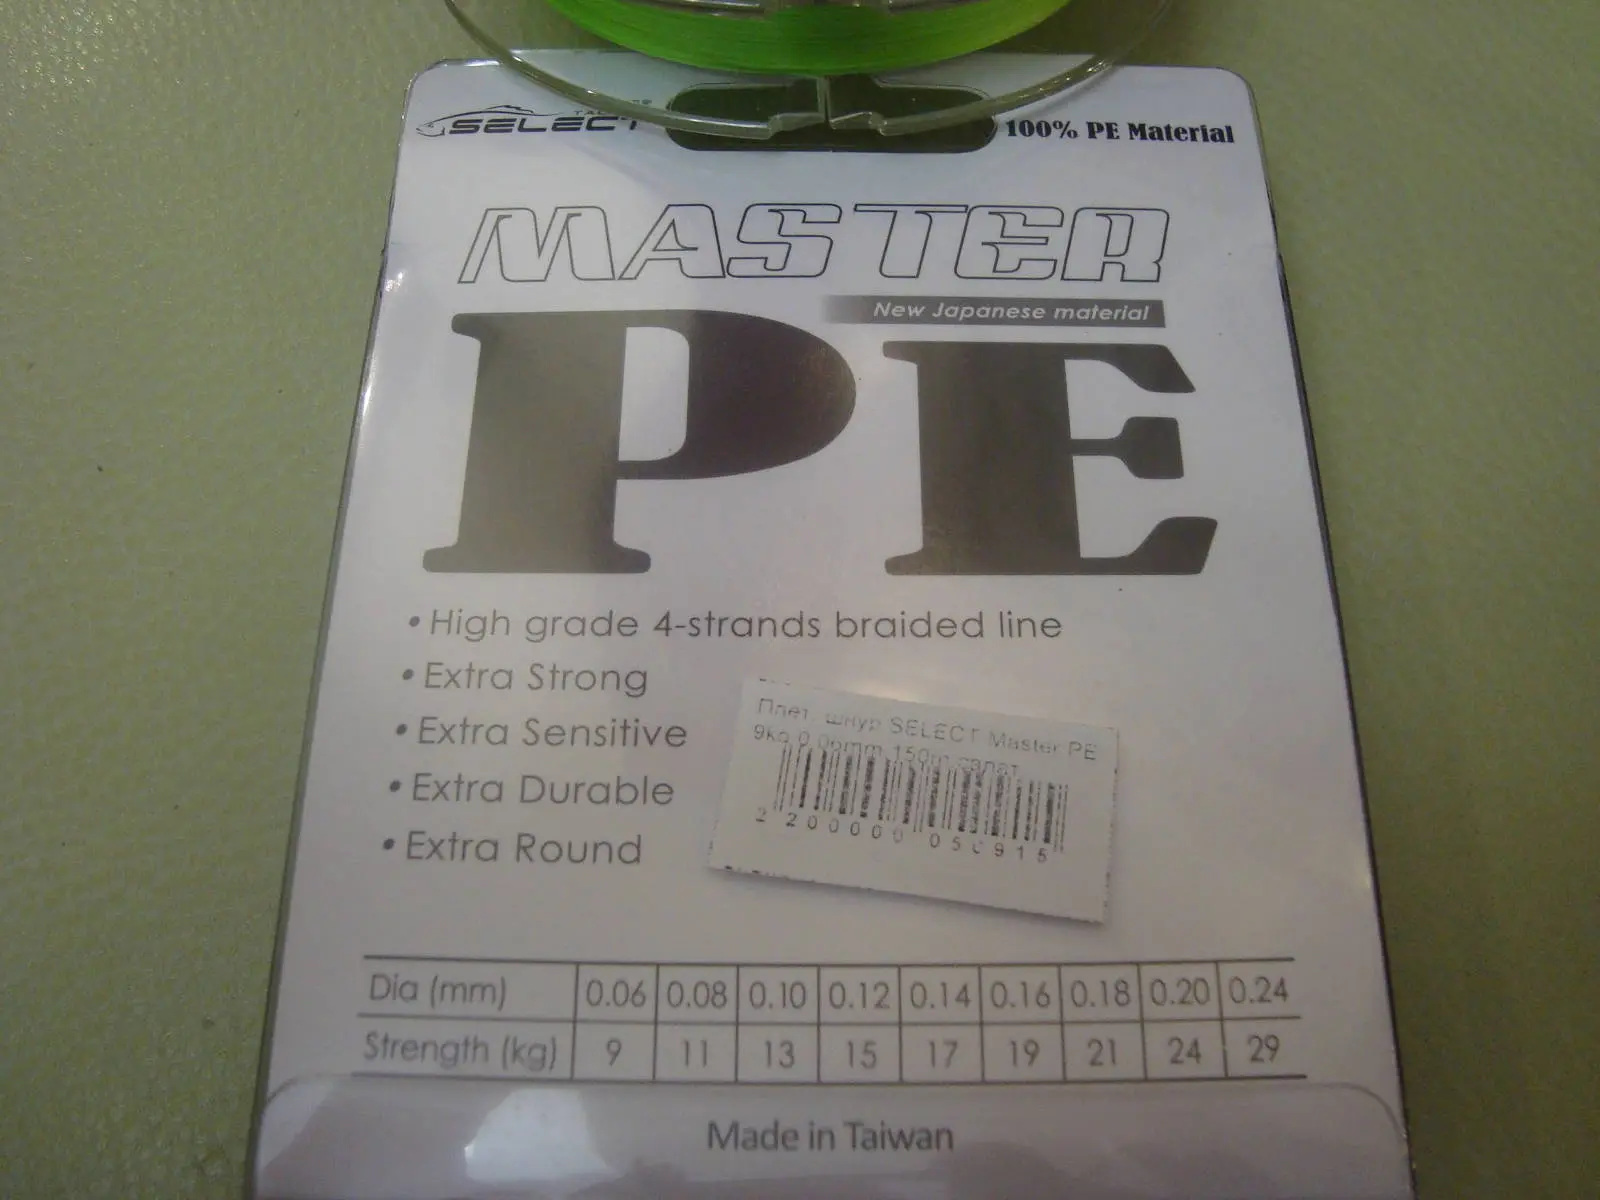 SELECT
100% PE Material
MASTER
New Japanese material
PE
• High grade 4-strands braided line
• Extra Strong
• Extra Sensitive
• Extra Durable
• Extra Round
Плет. шнур SELECT Master PE
150m салат
Dia (mm) 0.06 0.08 0.10 0.12 0.14 0.16 0.18 0.20 0.24
Strength (kg) 9 11 13 15 17 19 21 24 29
Made in Taiwan